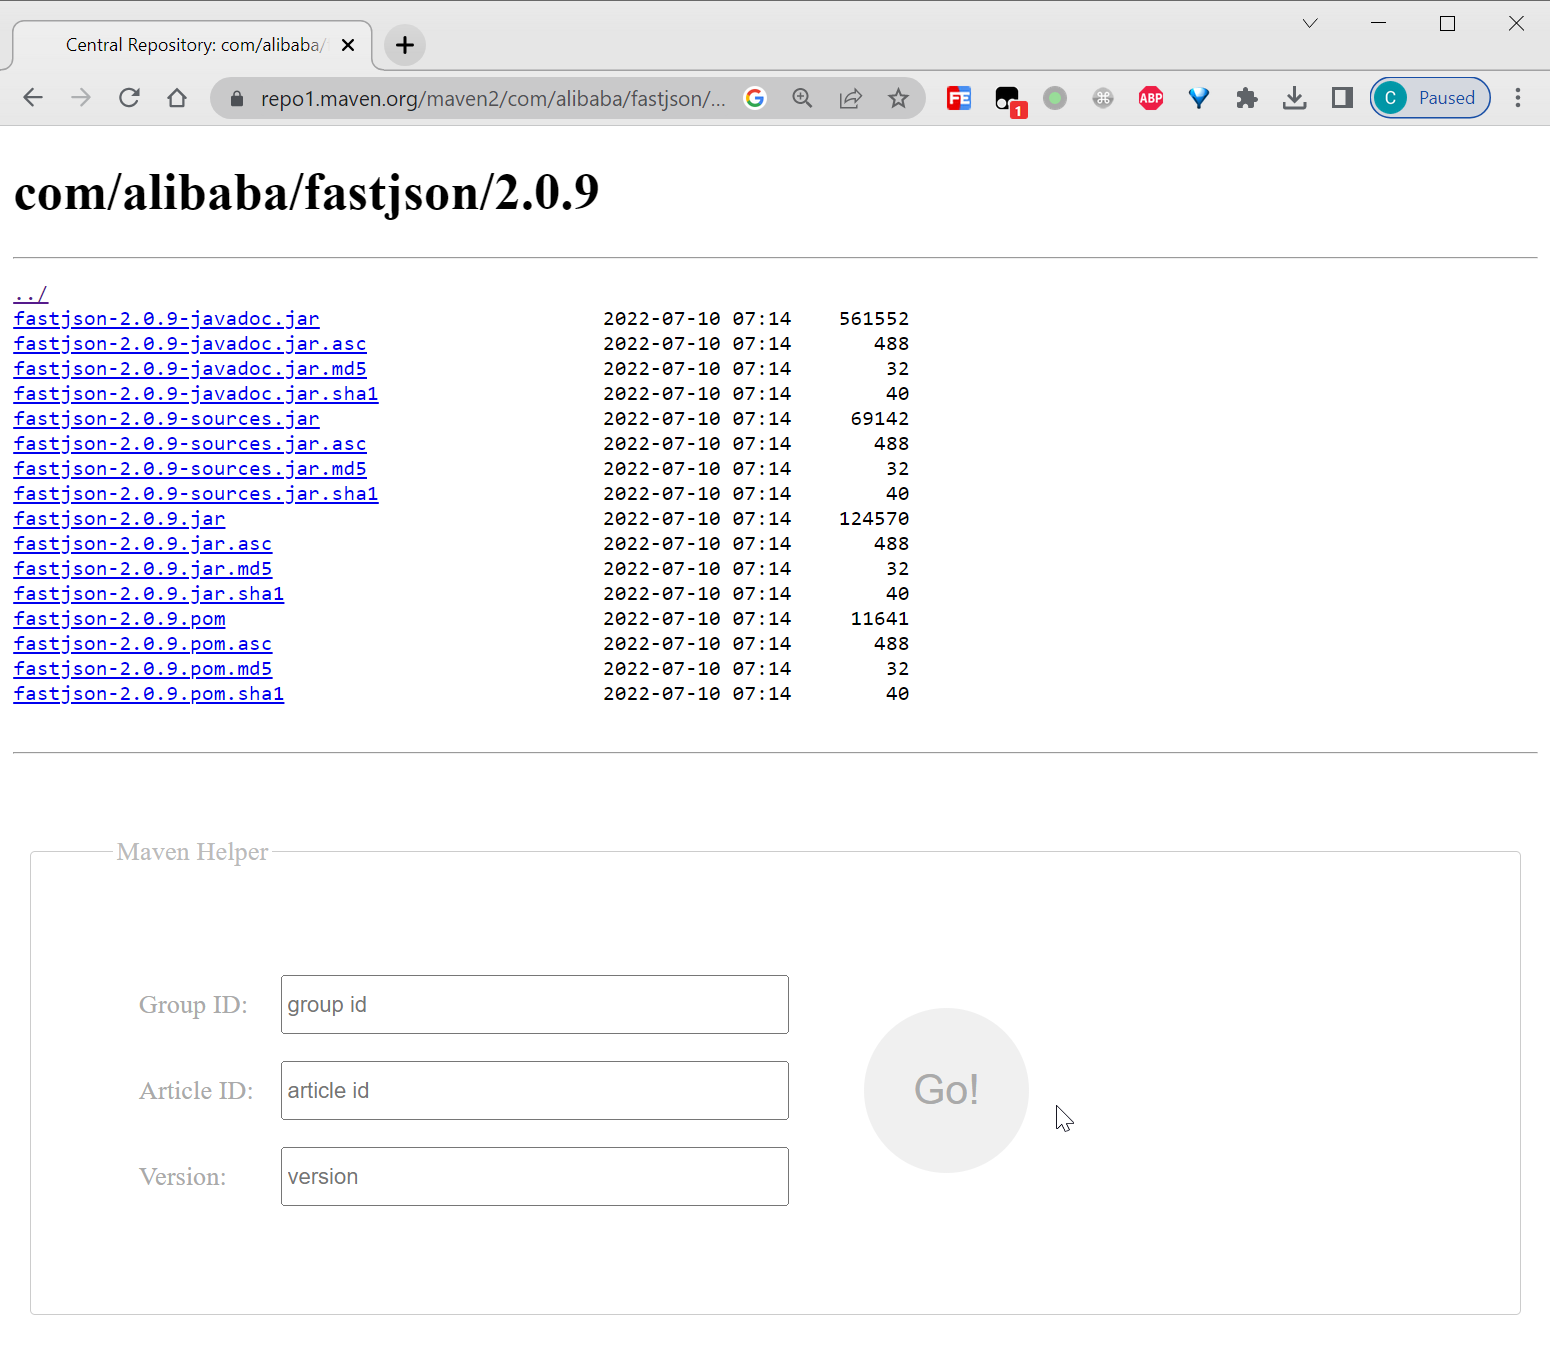 Central Repository: com/alibaba/
repo1.maven.org/maven2/com/alibaba/fastjson/...
FE
1
ABP
C Paused
com/alibaba/fastjson/2.0.9
../
fastjson-2.0.9-javadoc.jar 2022-07-10 07:14 561552
fastjson-2.0.9-javadoc.jar.asc 2022-07-10 07:14 488
fastjson-2.0.9-javadoc.jar.md5 2022-07-10 07:14 32
fastjson-2.0.9-javadoc.jar.sha1 2022-07-10 07:14 40
fastjson-2.0.9-sources.jar 2022-07-10 07:14 69142
fastjson-2.0.9-sources.jar.asc 2022-07-10 07:14 488
fastjson-2.0.9-sources.jar.md5 2022-07-10 07:14 32
fastjson-2.0.9-sources.jar.sha1 2022-07-10 07:14 40
fastjson-2.0.9.jar 2022-07-10 07:14 124570
fastjson-2.0.9.jar.asc 2022-07-10 07:14 488
fastjson-2.0.9.jar.md5 2022-07-10 07:14 32
fastjson-2.0.9.jar.sha1 2022-07-10 07:14 40
fastjson-2.0.9.pom 2022-07-10 07:14 11641
fastjson-2.0.9.pom.asc 2022-07-10 07:14 488
fastjson-2.0.9.pom.md5 2022-07-10 07:14 32
fastjson-2.0.9.pom.sha1 2022-07-10 07:14 40
Maven Helper
Group ID: group id
Article ID: article id
Go!
Version: version